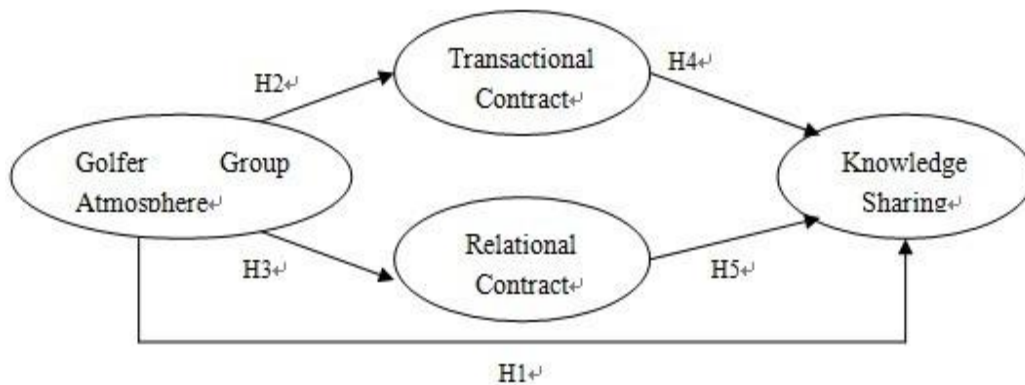 Transactional
Contract↵
H4↵
H2↵
Golfer Group
Atmosphere↵
Knowledge
Sharing↵
Relational
Contract↵
H3↵
H5↵
H1↵